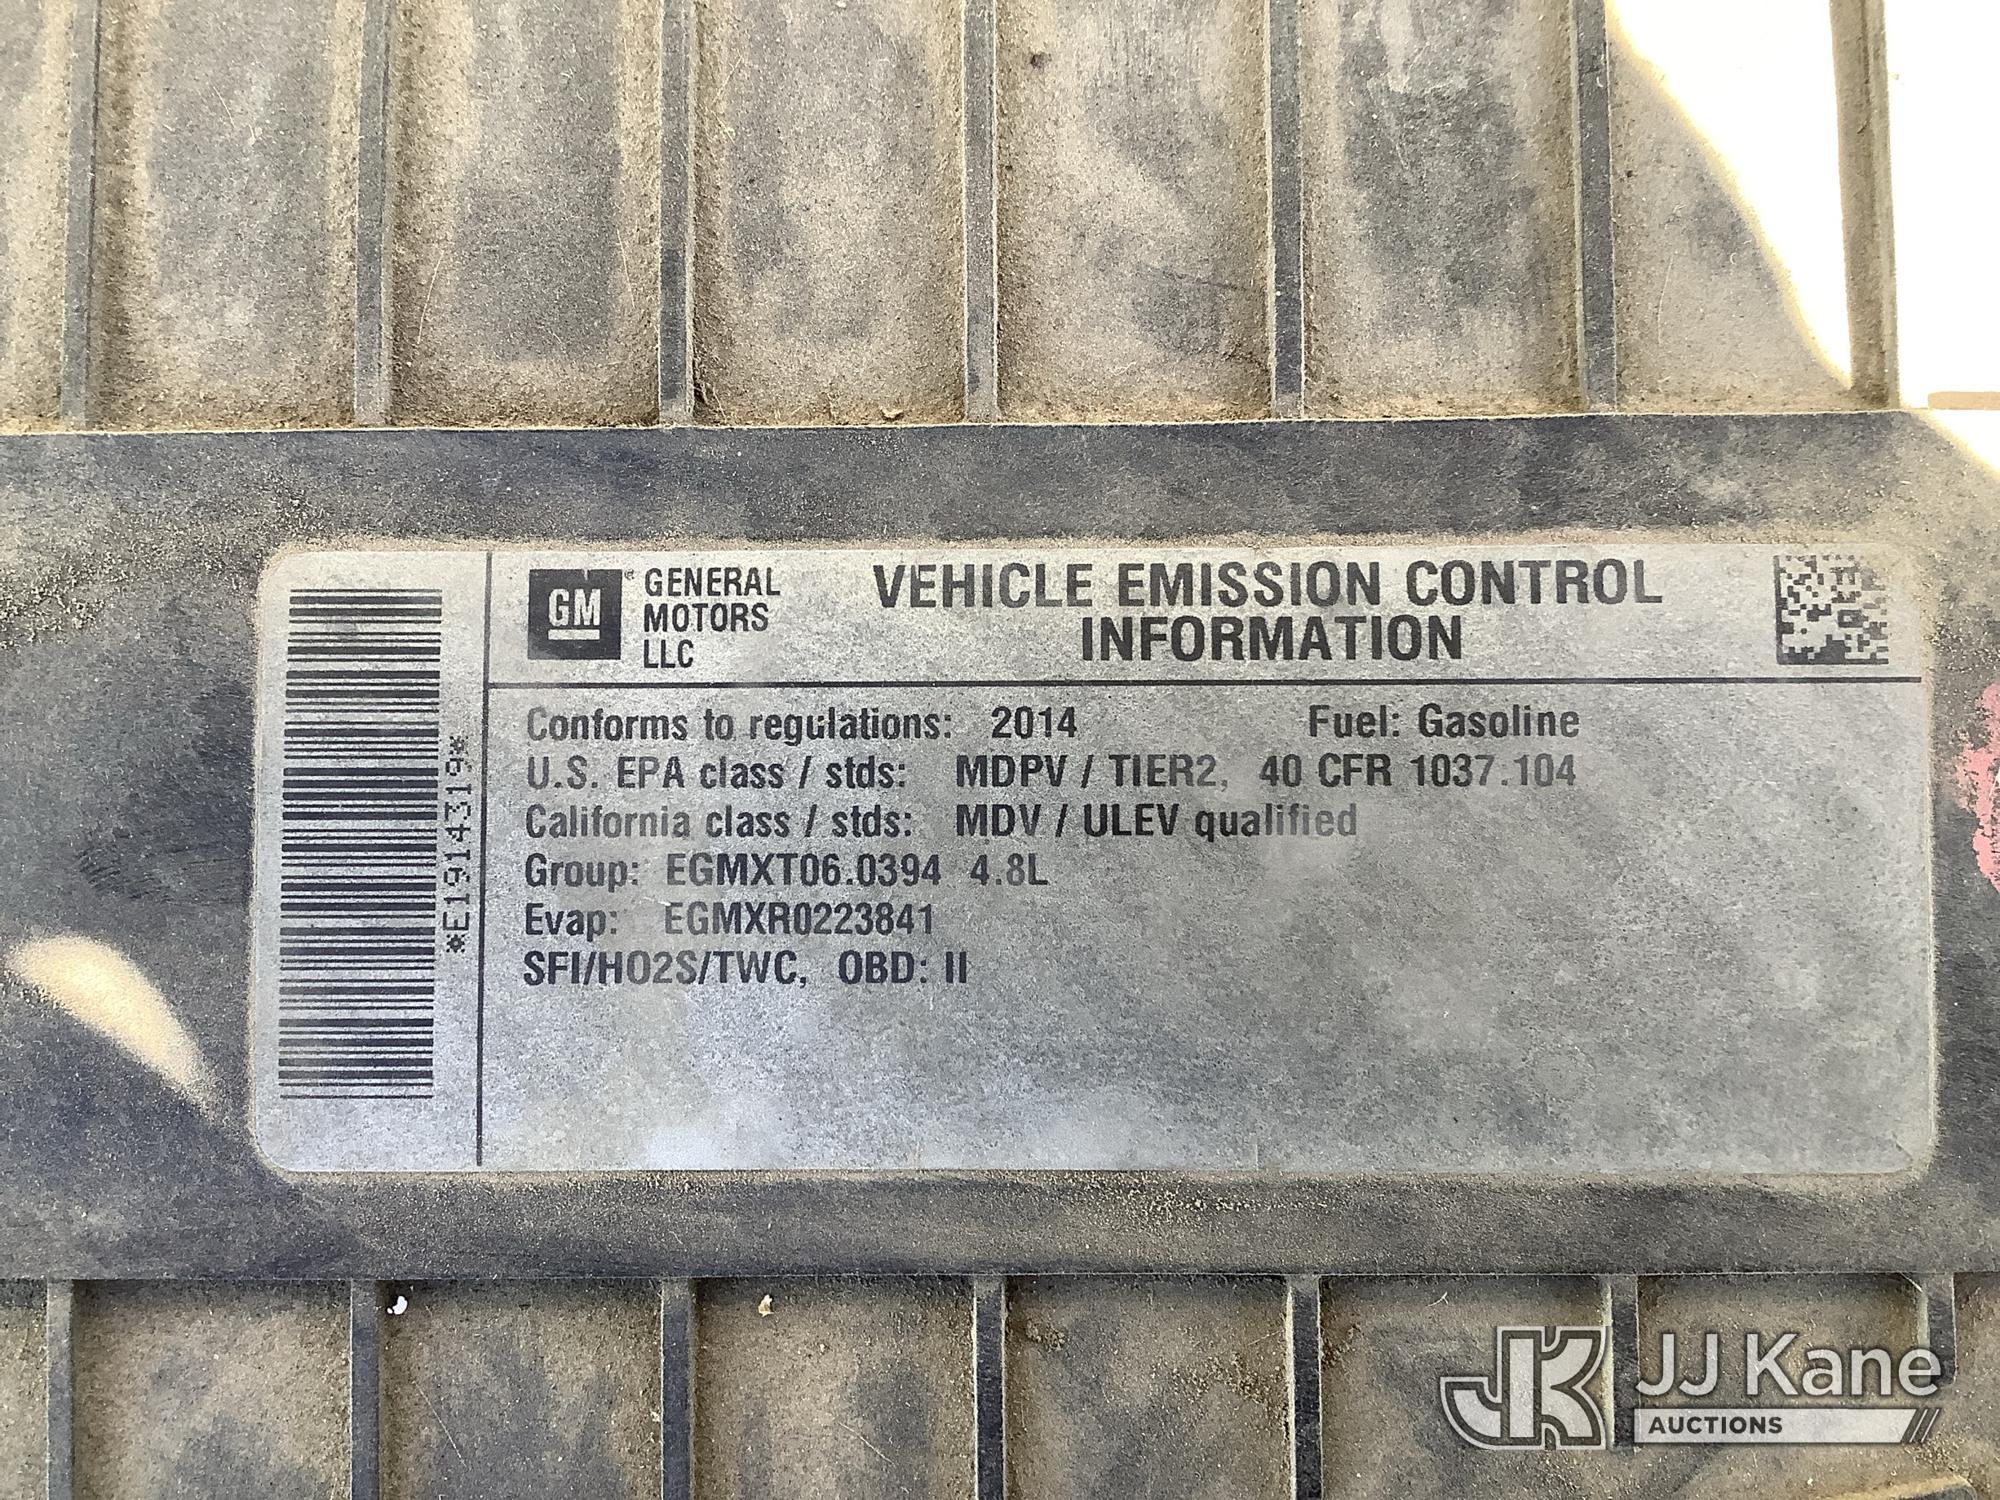 GM
GENERAL
MOTORS
LLC
VEHICLE EMISSION CONTROL
INFORMATION
Conforms to regulations: 2014 Fuel: Gasoline
U.S. EPA class / stds: MDPV / TIER2, 40 CFR 1037.104
California class / stds: MDV / ULEV qualified
Group: EGMXT06.0394 4.8L
Evap: EGMXR0223841
SFI/HO2S/TWC, OBD: II
*E1914319*
JK JJ Kane
AUCTIONS